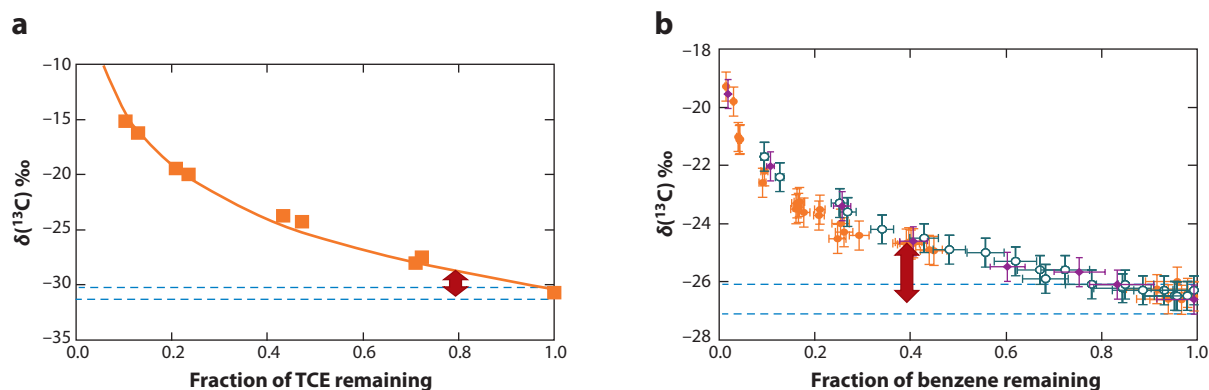 a
−10
−15
−20
−25
−30
−35
δ(¹³C) ‰
0.0 0.2 0.4 0.6 0.8 1.0
Fraction of TCE remaining
b
−18
−20
−22
−24
−26
−28
δ(¹³C) ‰
0.0 0.2 0.4 0.6 0.8 1.0
Fraction of benzene remaining